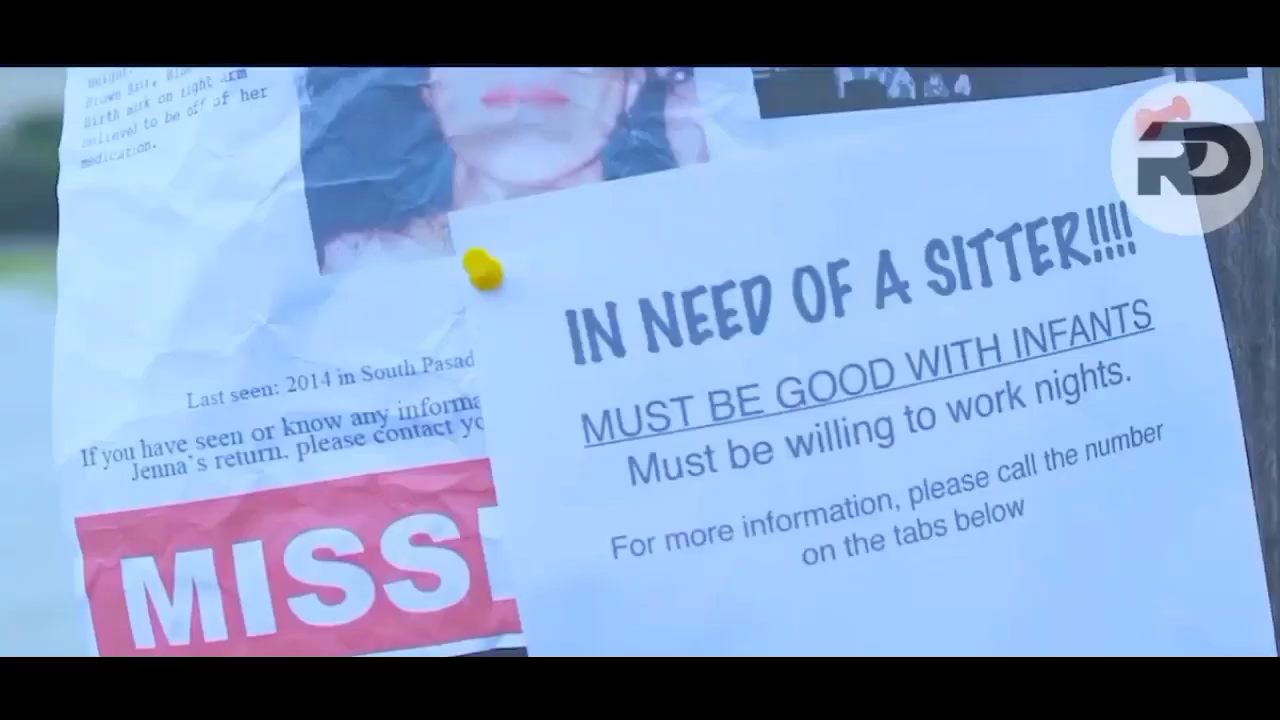 Height
Brown Hair, Bla
Birth mark on right arm
believed to be off of her
medication.
Last seen: 2014 in South Pasad
If you have seen or know any informa
Jenna's return. please contact yo
MISS
IN NEED OF A SITTER!!!!
MUST BE GOOD WITH INFANTS
Must be willing to work nights.
For more information, please call the number
on the tabs below
RD